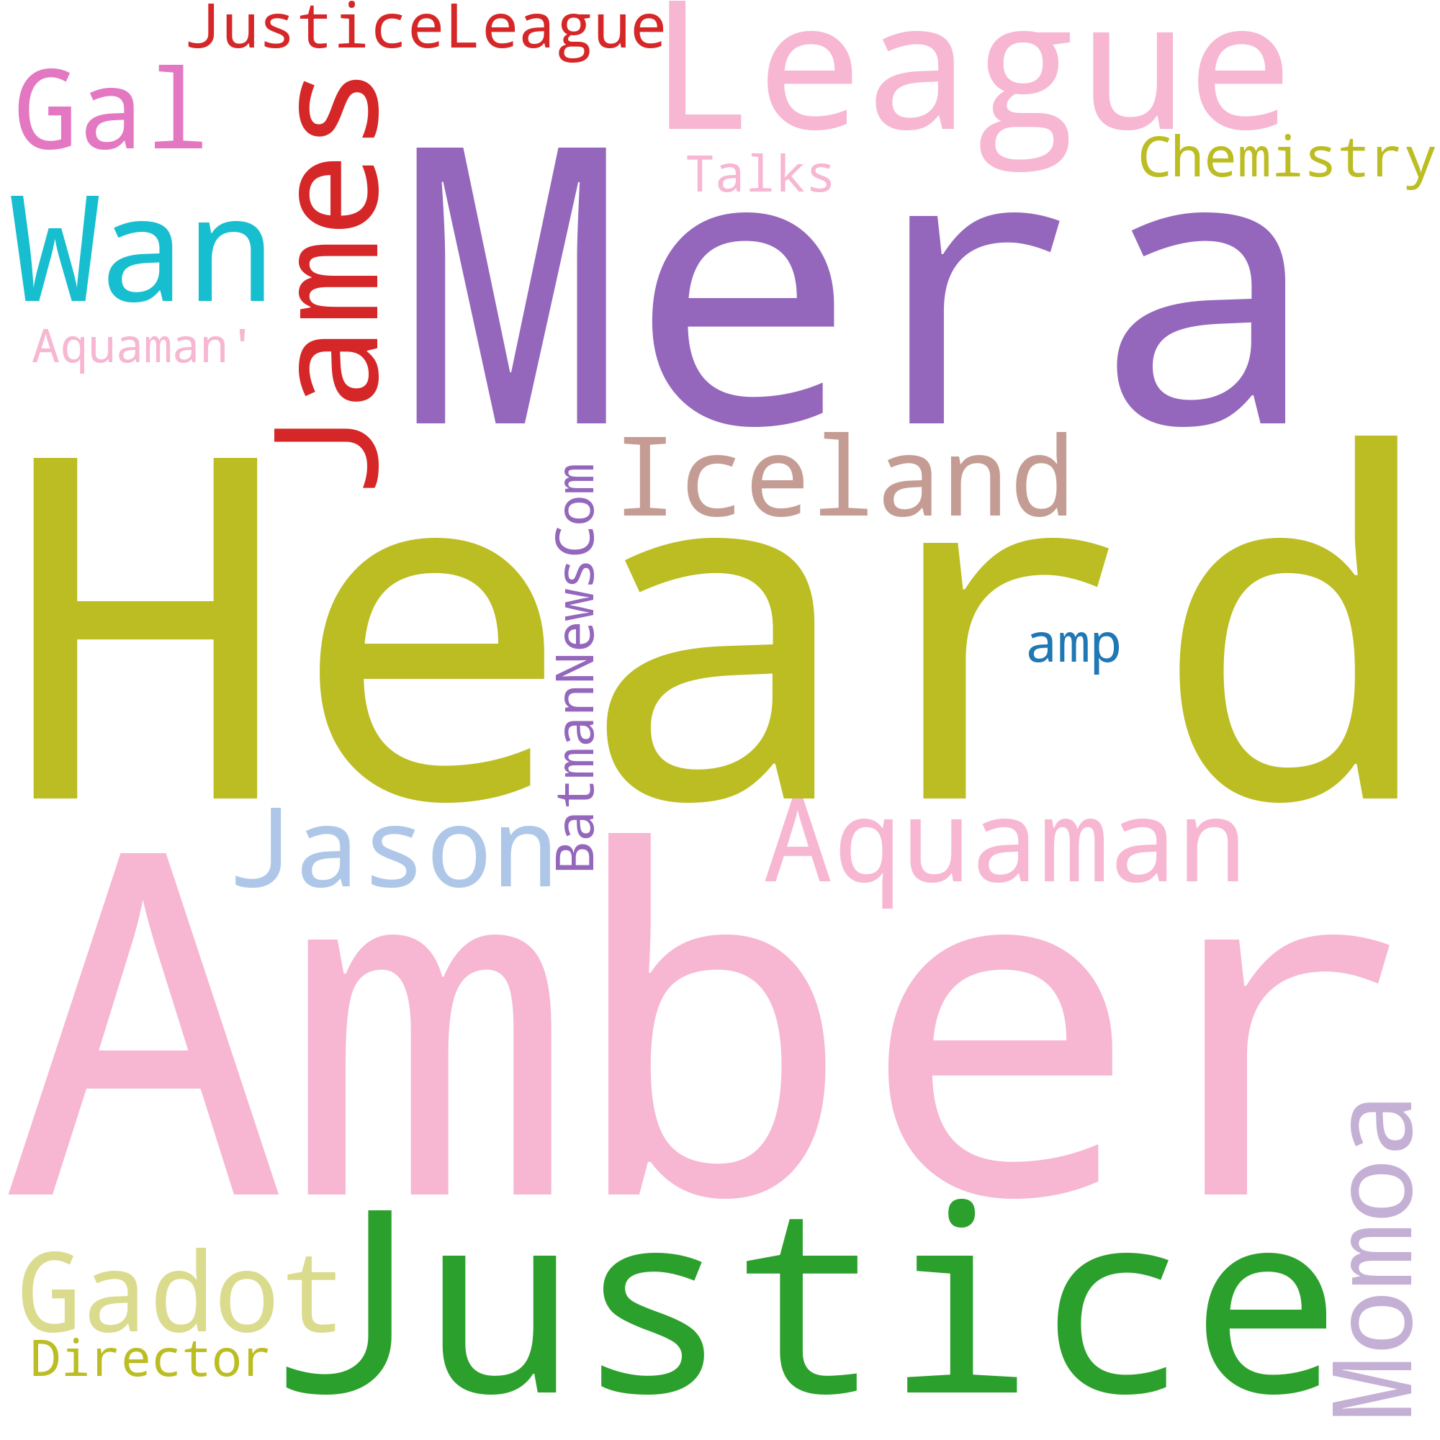 JusticeLeague
League
Gal
James
Chemistry
Talks
Mera
Wan
Aquaman'
Iceland
Heard
BatmanNewsCom
amp
Jason
Aquaman
Amber
Momoa
Justice
Gadot
Director